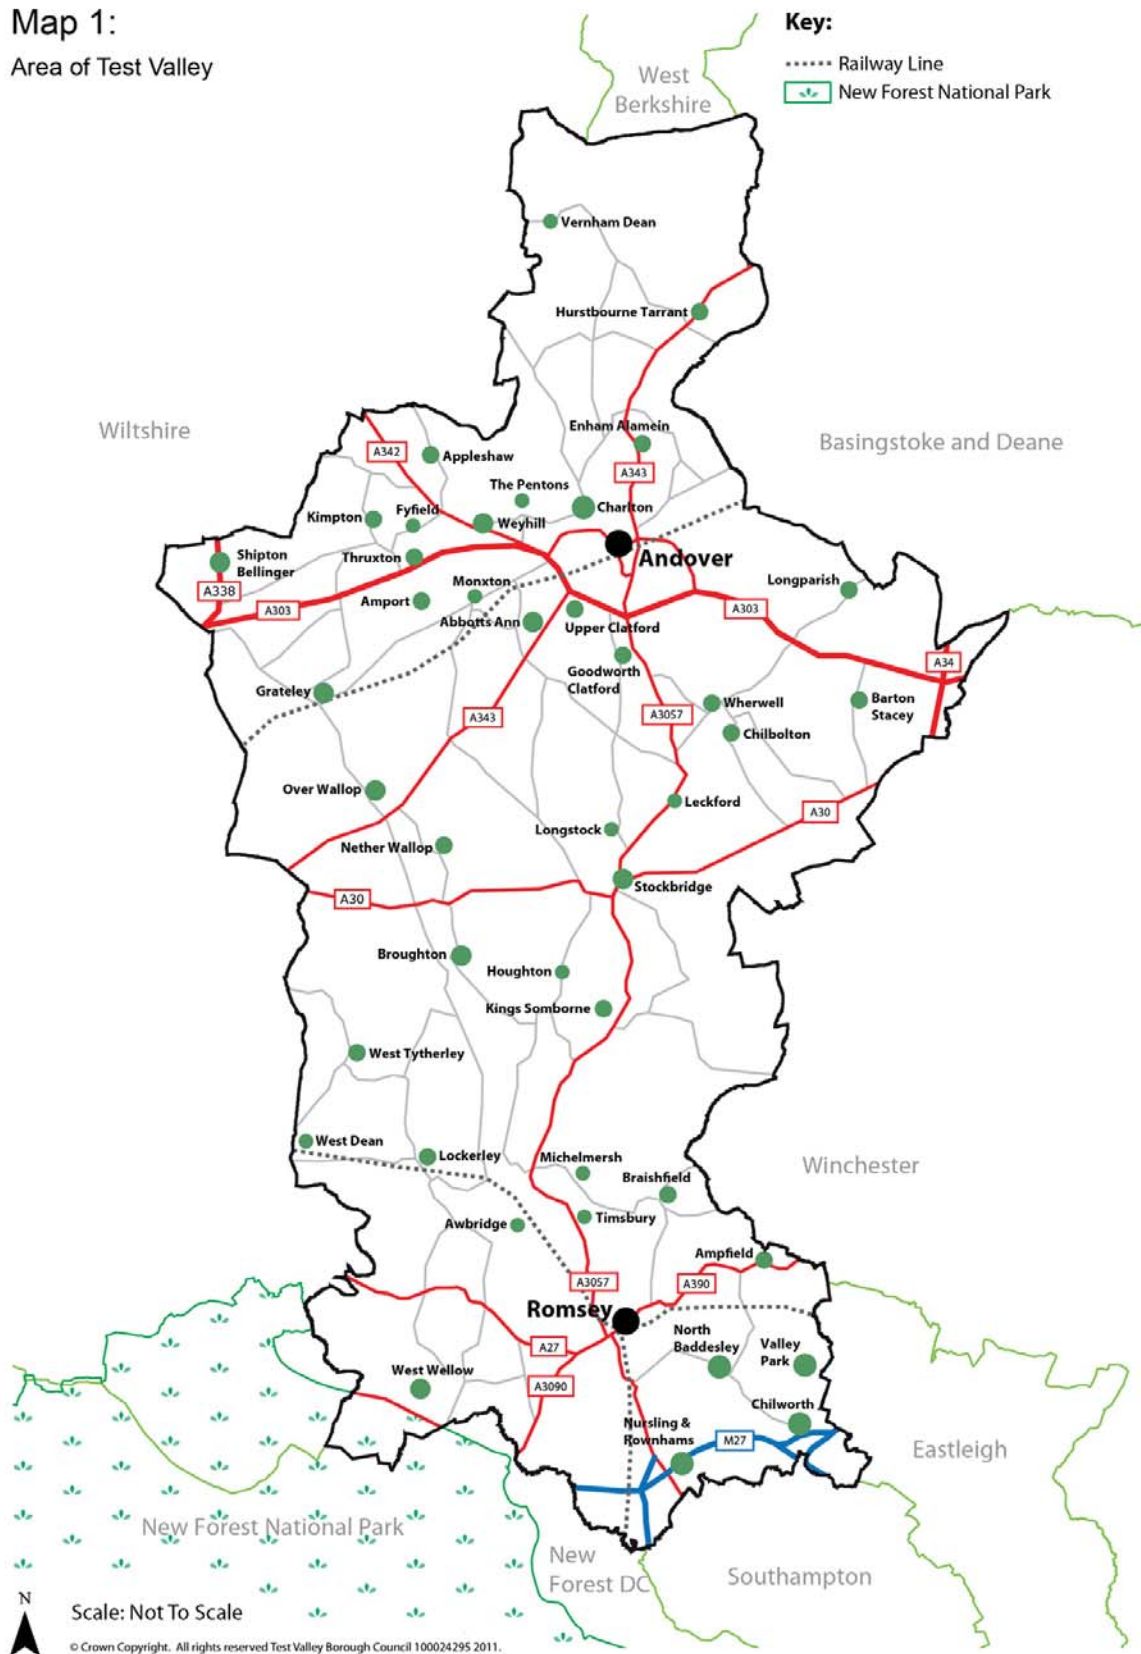 Map 1:
Area of Test Valley
Key:
Railway Line
New Forest National Park
West
Berkshire
Vernham Dean
Hurstbourne Tarrant
Wiltshire
Enham Alamein
Basingstoke and Deane
A342
Appleshaw
A343
The Pentons
Charlton
Kimpton
Fyfield
Weyhill
Andover
Shipton
Bellinger
Thruxton
A338
Monxton
Longparish
Amport
A303
A303
Abbotts Ann
Upper Clatford
A34
Goodworth
Clatford
Grateley
Wherwell
Barton
Stacey
A343
A3057
Chilbolton
Over Wallop
Leckford
A30
Longstock
Nether Wallop
Stockbridge
A30
Broughton
Houghton
Kings Somborne
West Tytherley
West Dean
Lockerley
Michelmersh
Winchester
Braishfield
Awbridge
Timsbury
Ampfield
A3057
A390
Romsey
North
Baddesley
Valley
Park
A27
West Wellow
A3090
Chilworth
Nursling &
Rownhams
M27
Eastleigh
New Forest National Park
New
Forest DC
Southampton
N
Scale: Not To Scale
© Crown Copyright. All rights reserved Test Valley Borough Council 100024295 2011.